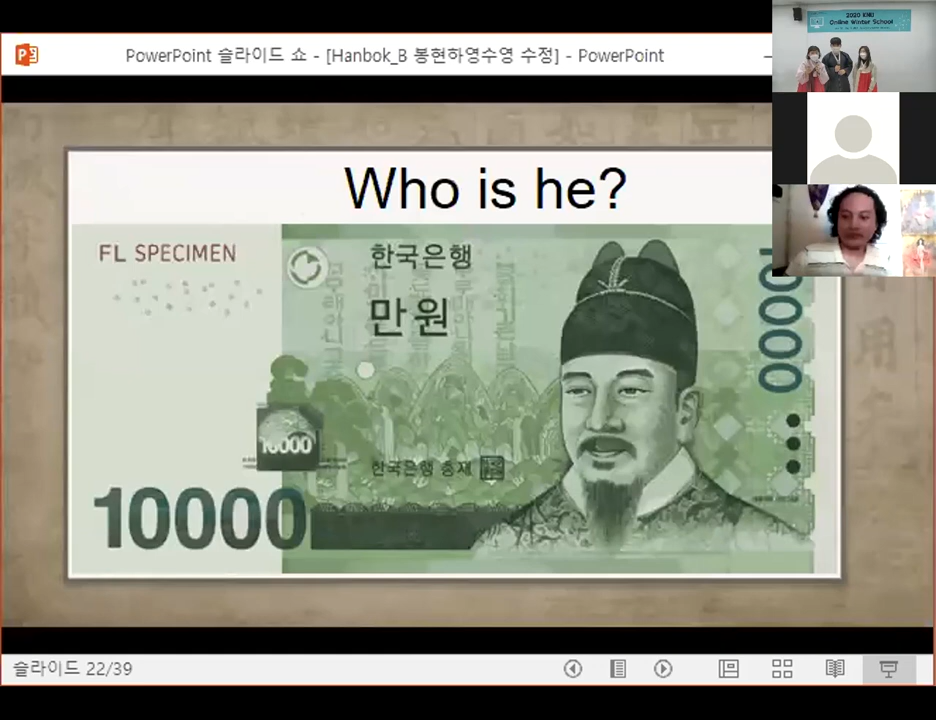 PowerPoint 슬라이드 쇼 - [Hanbok_B 봉현하영수영 수정] - PowerPoint
2020 KNU
Online Winter School
Who is he?
FL SPECIMEN
한국은행
만원
10000
10000
한국은행 총재
10000
슬라이드 22/39